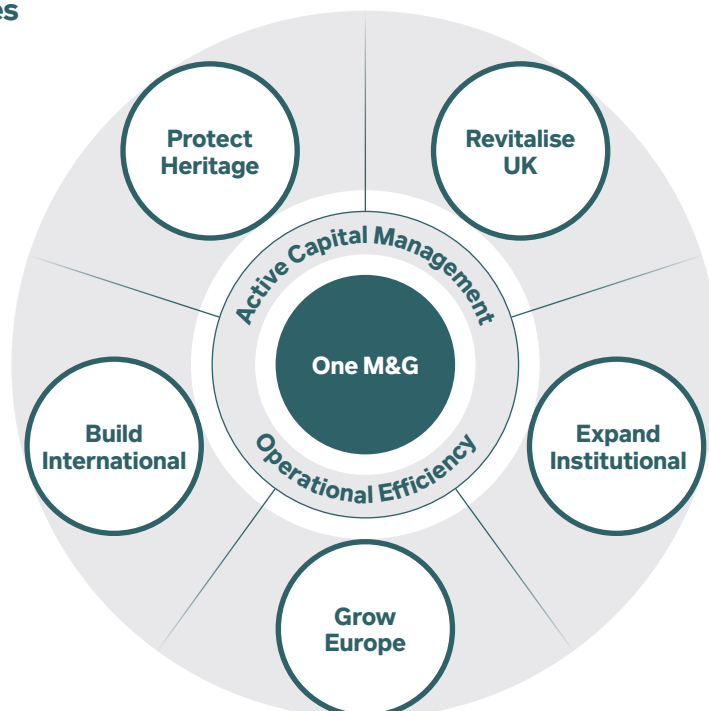 es
Protect
Heritage
Revitalise
UK
Active Capital Management
One M&G
Operational Efficiency
Build
International
Expand
Institutional
Grow
Europe